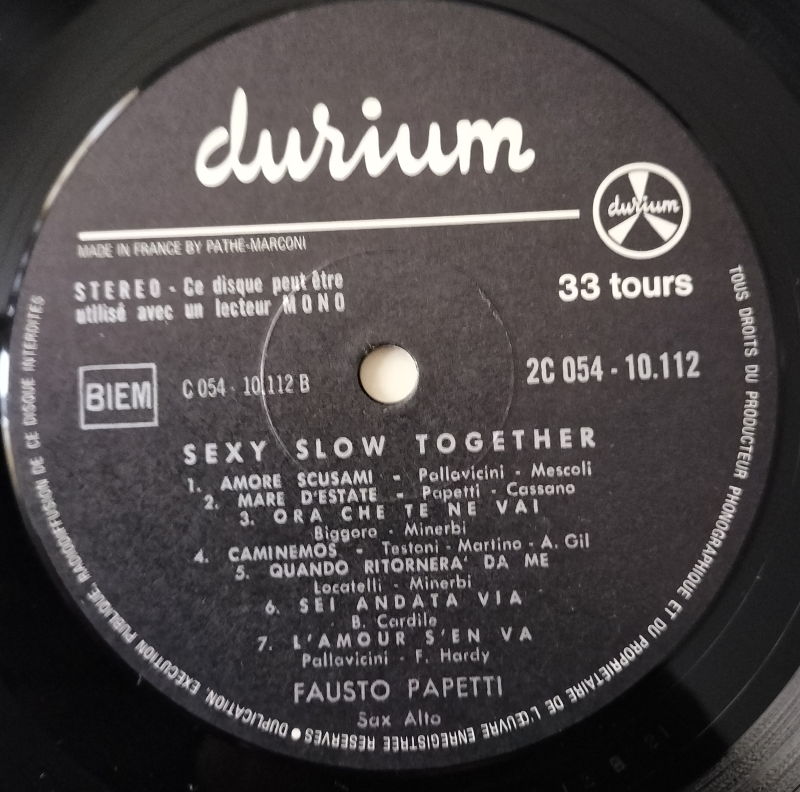 durium
durium
MADE IN FRANCE BY PATHÉ-MARCONI
STEREO - Ce disque peut être
utilisé avec un lecteur MONO
33 tours
BIEM
C 054 - 10.112 B
2C 054 - 10.112
SEXY SLOW TOGETHER
1. AMORE SCUSAMI - Pallavicini - Mescoli
2. MARE D'ESTATE - Papetti - Cassano
3. ORA CHE TE NE VAI
Biggoro - Minerbi
4. CAMINEMOS - Testoni - Martino - A. Gil
5. QUANDO RITORNERA' DA ME
Locatelli - Minerbi
6. SEI ANDATA VIA
B. Cardile
7. L'AMOUR S'EN VA
Pallavicini - F. Hardy
FAUSTO PAPETTI
Sax Alto
TOUS DROITS DU PRODUCTEUR PHONOGRAPHIQUE ET DU PROPRIETAIRE DE L'ŒUVRE ENREGISTREE RESERVES • DUPLICATION, EXECUTION PUBLIQUE, RADIODIFFUSION DE CE DISQUE INTERDITES